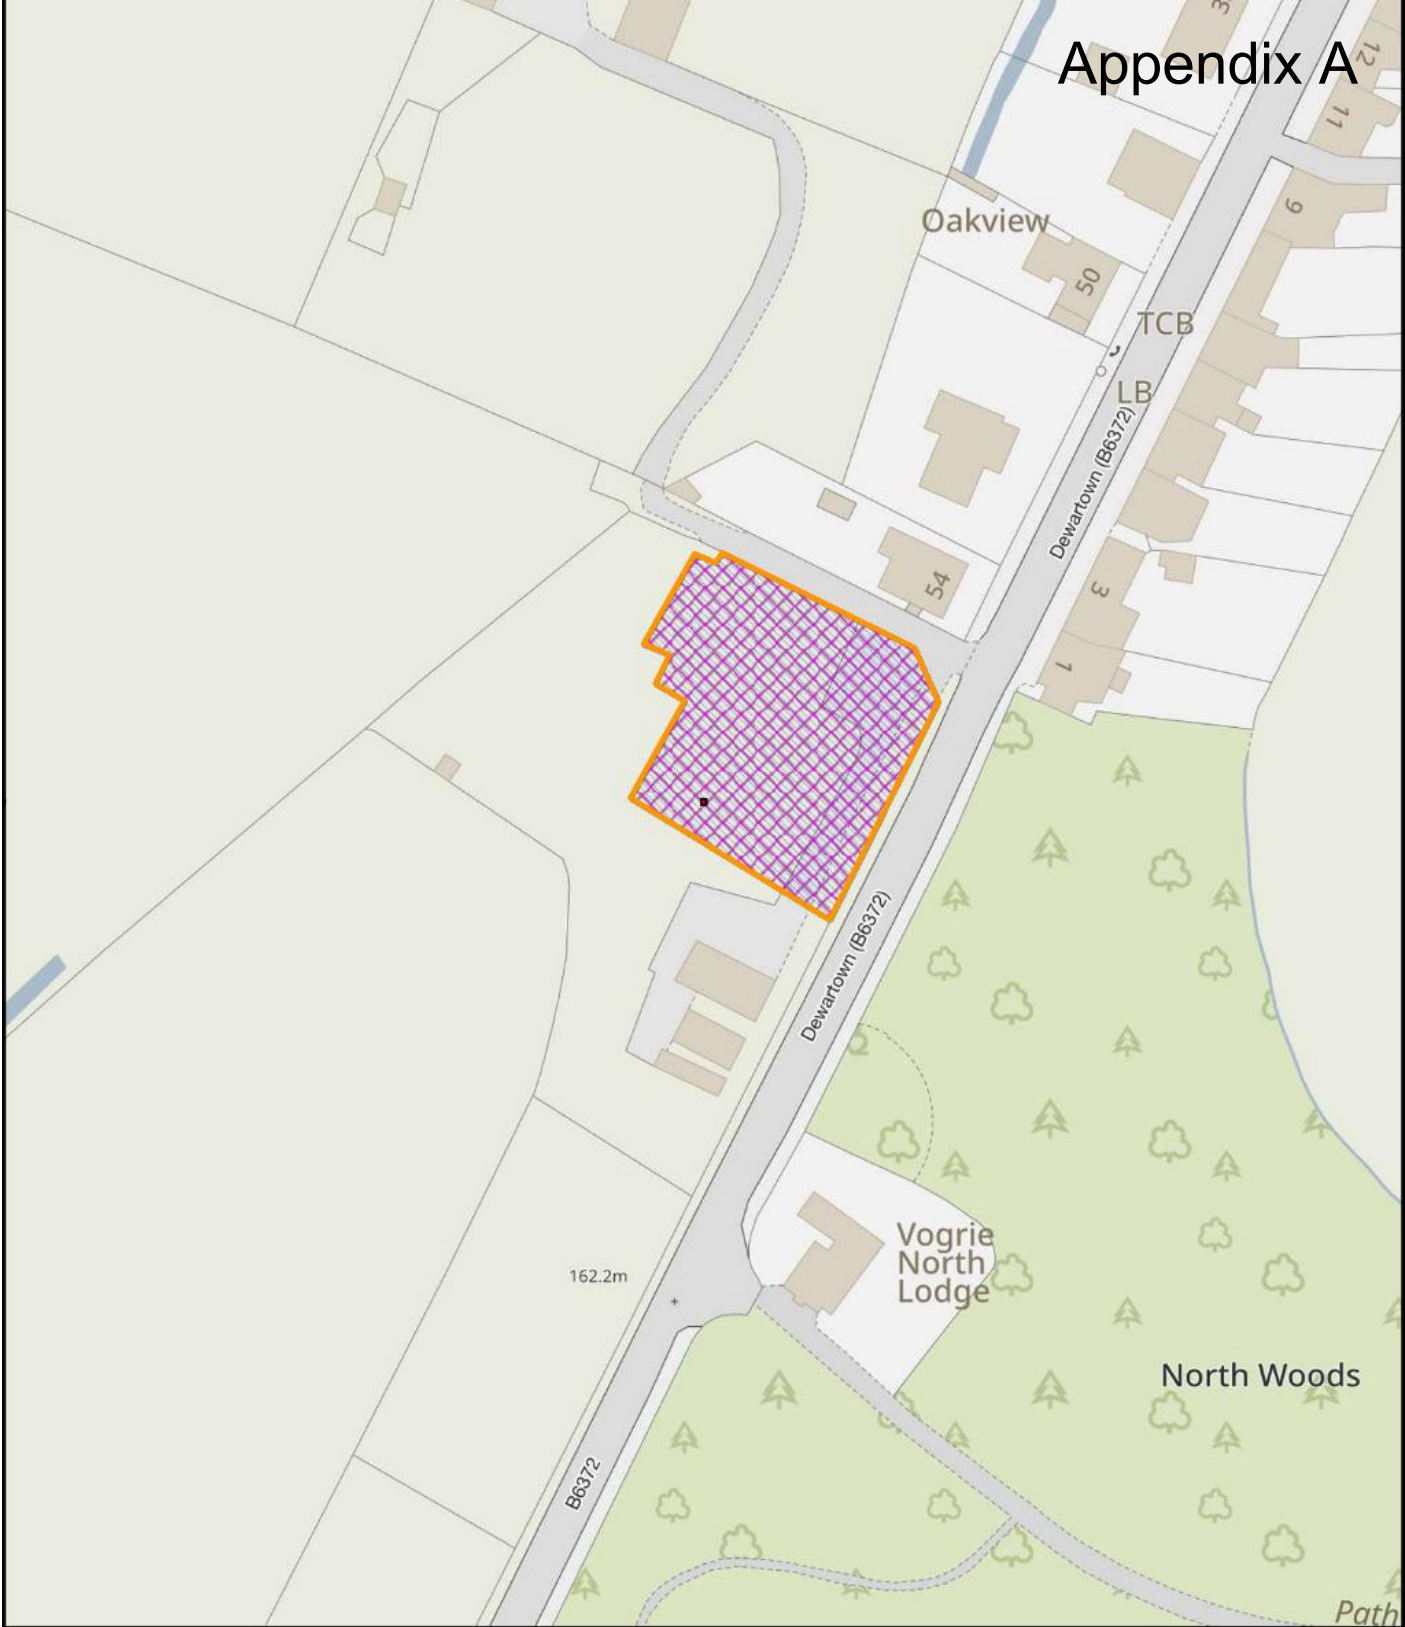 Appendix A
12
11
Oakview
9
50
TCB
LB
Dewartown (B6372)
54
3
1
Dewartown (B6372)
Vogrie
North
Lodge
162.2m
North Woods
B6372
Path